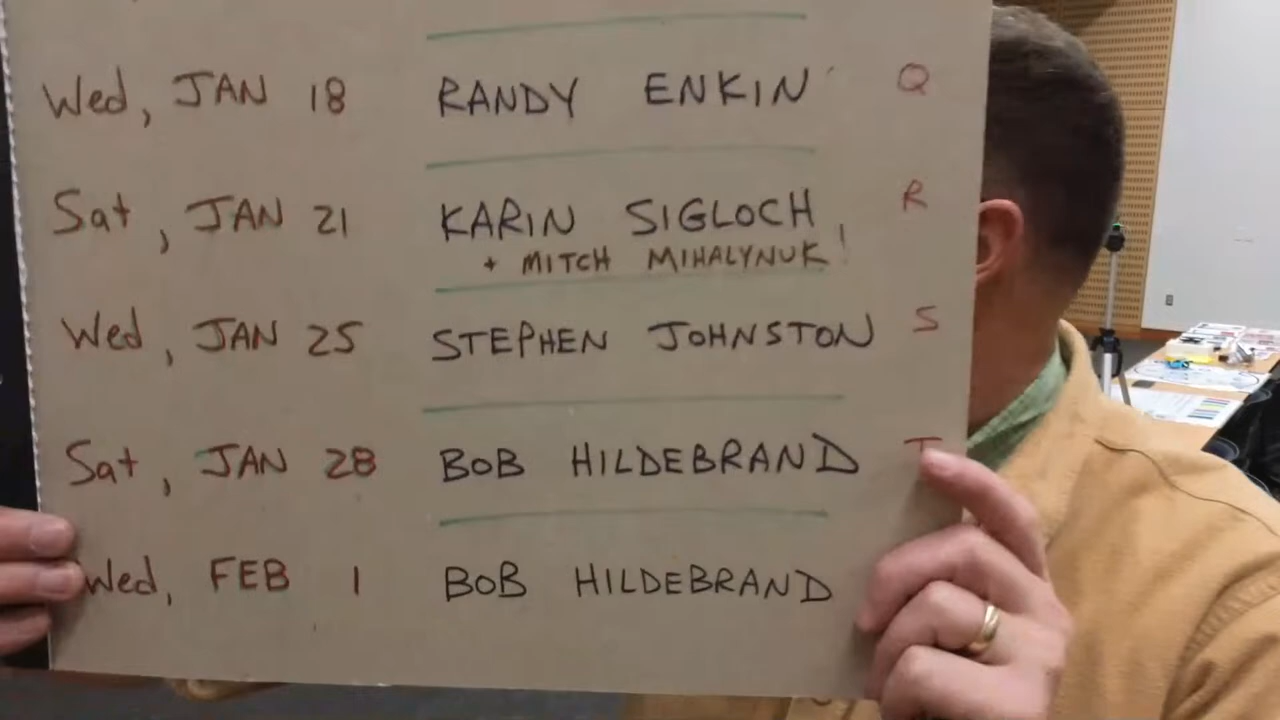 Wed, JAN 18 RANDY ENKIN Q
Sat, JAN 21 KARIN SIGLOCH R
+ MITCH MIHALYNUK !
Wed, JAN 25 STEPHEN JOHNSTON S
Sat, JAN 28 BOB HILDEBRAND T
Wed, FEB 1 BOB HILDEBRAND